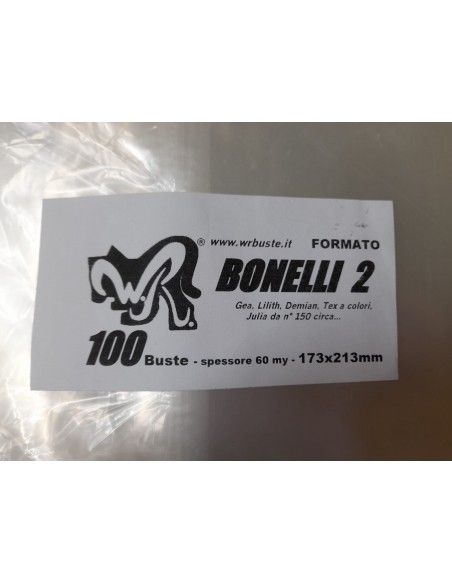 W.R.® www.wrbuste.it FORMATO
BONELLI 2
Gea, Lilith, Demian, Tex a colori,
Julia da n° 150 circa...
100 Buste - spessore 60 my - 173x213mm